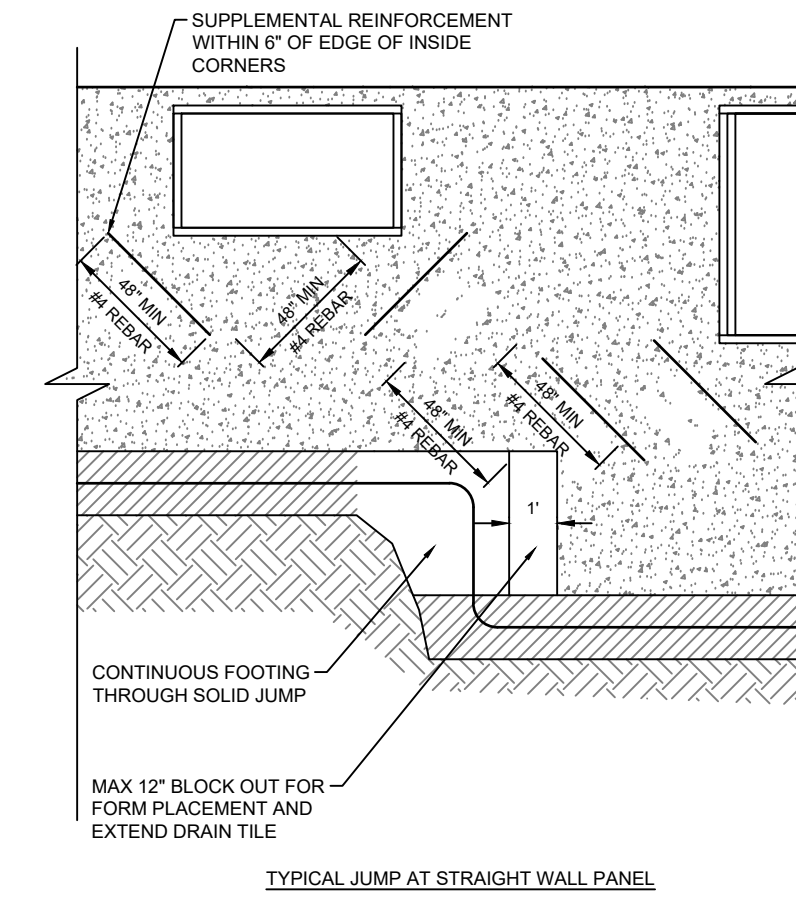 SUPPLEMENTAL REINFORCEMENT
WITHIN 6" OF EDGE OF INSIDE
CORNERS
48" MIN
#4 REBAR
48" MIN
#4 REBAR
48" MIN
#4 REBAR
48" MIN
#4 REBAR
1'
CONTINUOUS FOOTING
THROUGH SOLID JUMP
MAX 12" BLOCK OUT FOR
FORM PLACEMENT AND
EXTEND DRAIN TILE
TYPICAL JUMP AT STRAIGHT WALL PANEL